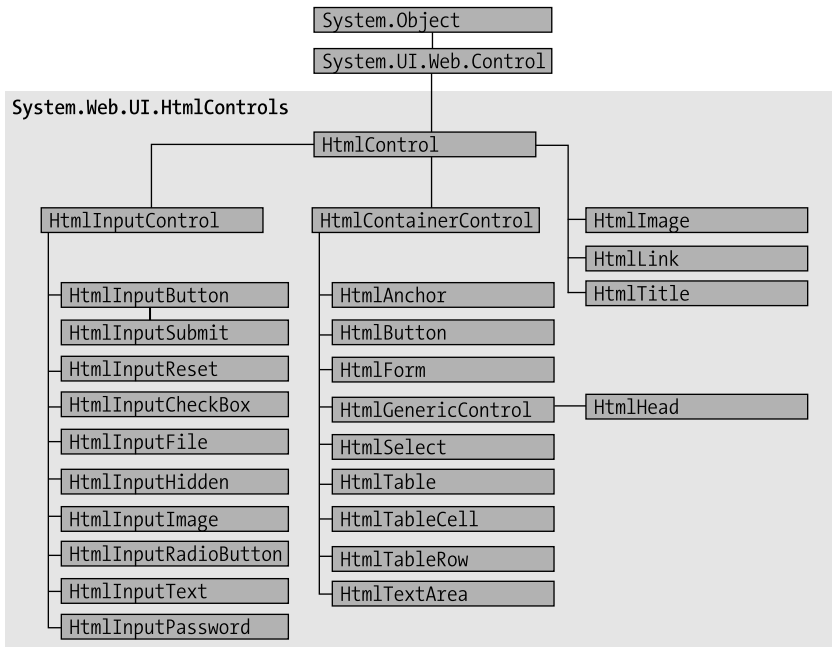 System.Object
System.UI.Web.Control
System.Web.UI.HtmlControls
HtmlControl
HtmlInputControl
HtmlContainerControl
HtmlImage
HtmlLink
HtmlTitle
HtmlInputButton
HtmlInputSubmit
HtmlInputReset
HtmlInputCheckBox
HtmlInputFile
HtmlInputHidden
HtmlInputImage
HtmlInputRadioButton
HtmlInputText
HtmlInputPassword
HtmlAnchor
HtmlButton
HtmlForm
HtmlGenericControl
HtmlHead
HtmlSelect
HtmlTable
HtmlTableCell
HtmlTableRow
HtmlTextArea